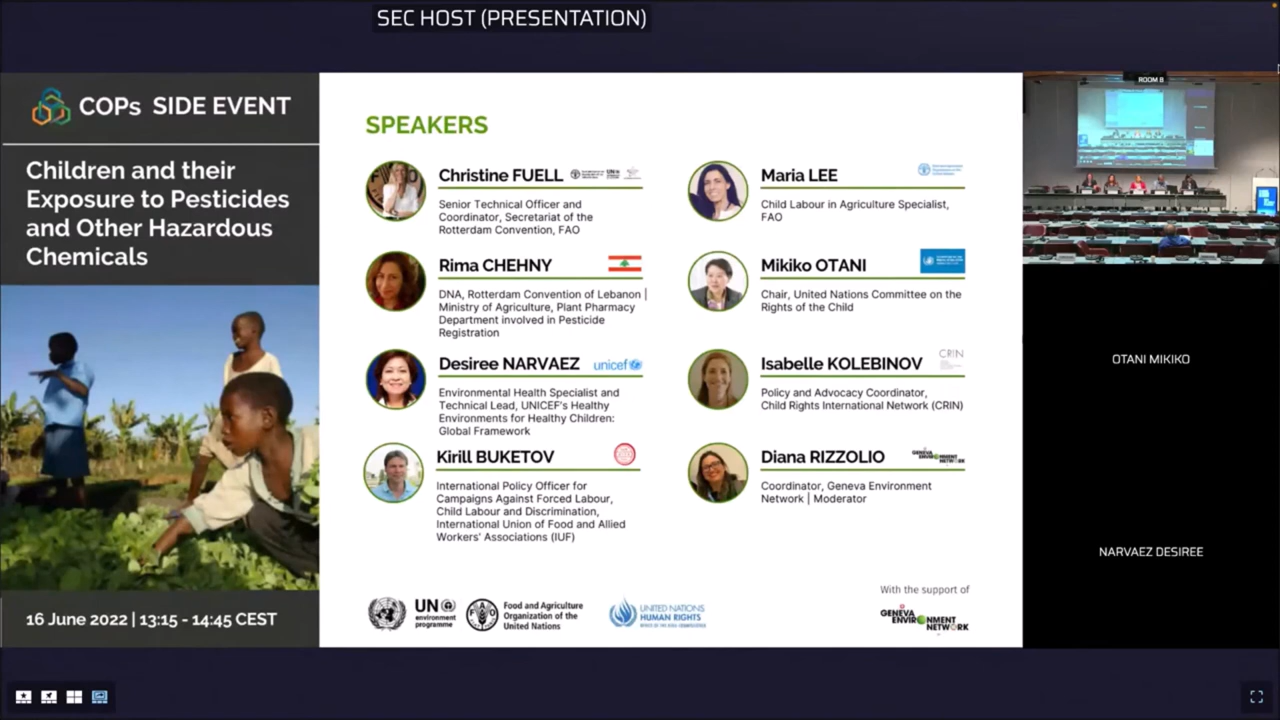 SEC HOST (PRESENTATION)
COPs SIDE EVENT
Children and their
Exposure to Pesticides
and Other Hazardous
Chemicals
16 June 2022 | 13:15 - 14:45 CEST
SPEAKERS
Christine FUELL
Senior Technical Officer and
Coordinator, Secretariat of the
Rotterdam Convention, FAO
Rima CHEHNY
DNA, Rotterdam Convention of Lebanon |
Ministry of Agriculture, Plant Pharmacy
Department involved in Pesticide
Registration
Desiree NARVAEZ
unicef
Environmental Health Specialist and
Technical Lead, UNICEF's Healthy
Environments for Healthy Children:
Global Framework
Kirill BUKETOV
International Policy Officer for
Campaigns Against Forced Labour,
Child Labour and Discrimination,
International Union of Food and Allied
Workers' Associations (IUF)
Maria LEE
Child Labour in Agriculture Specialist,
FAO
Mikiko OTANI
Chair, United Nations Committee on the
Rights of the Child
Isabelle KOLEBINOV
CRIN
Policy and Advocacy Coordinator,
Child Rights International Network (CRIN)
Diana RIZZOLIO
GENEVA
ENVIRONMENT
NETWORK
Coordinator, Geneva Environment
Network | Moderator
UN
environment
programme
FAO
Food and Agriculture
Organization of the
United Nations
UNITED NATIONS
HUMAN RIGHTS
With the support of
GENEVA
ENVIRONMENT
NETWORK
ROOM B
OTANI MIKIKO
NARVAEZ DESIREE